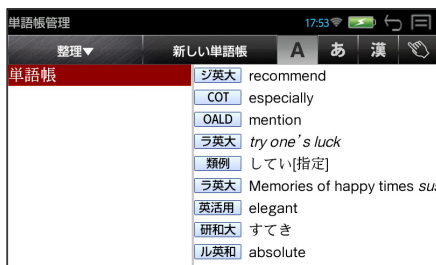 単語帳管理 17:53
整理▼ 新しい単語帳 A あ 漢
単語帳
ジ英大 recommend
COT especially
OALD mention
ラ英大 try one's luck
類例 してい[指定]
ラ英大 Memories of happy times
英活用 elegant
研和大 すてき
ル英和 absolute